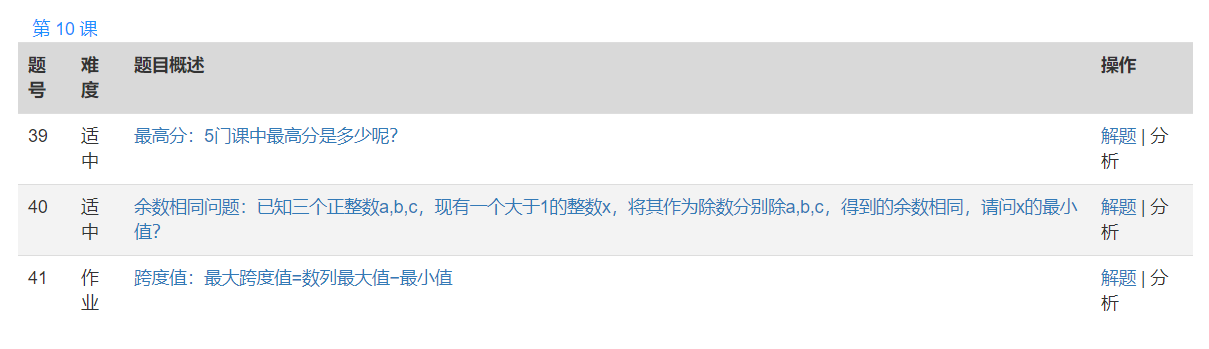 第 10 课
题号 难度 题目概述 操作
39 适中 最高分：5门课中最高分是多少呢？ 解题 | 分析
40 适中 余数相同问题：已知三个正整数a,b,c，现有一个大于1的整数x，将其作为除数分别除a,b,c，得到的余数相同，请问x的最小值？ 解题 | 分析
41 作业 跨度值：最大跨度值=数列最大值−最小值 解题 | 分析